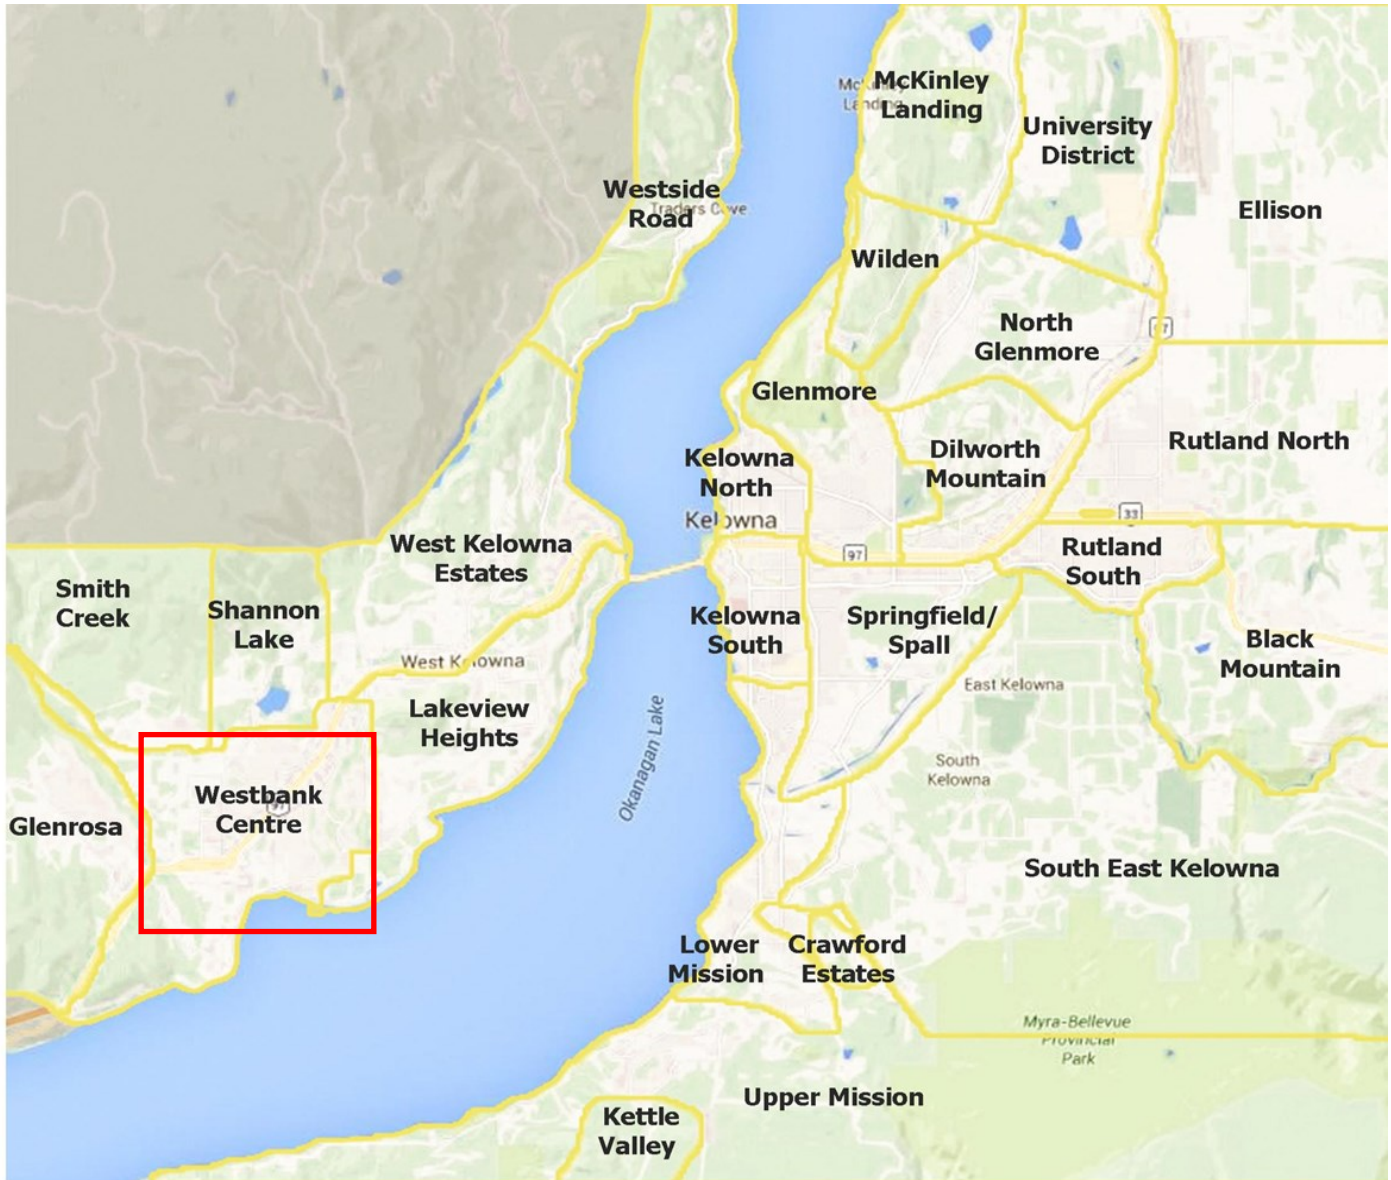 McKinley
Landing
University
District
Westside
Road
Traders Cove
Ellison
Wilden
North
Glenmore
97
Glenmore
Rutland North
Dilworth
Mountain
Kelowna
North
Kelowna
33
97
West Kelowna
Estates
Rutland
South
Smith
Creek
Shannon
Lake
Kelowna
South
Springfield/
Spall
Black
Mountain
West Kelowna
East Kelowna
Lakeview
Heights
Okanagan Lake
South
Kelowna
Westbank
Centre
Glenrosa
South East Kelowna
Lower
Mission
Crawford
Estates
Myra-Bellevue
Provincial
Park
Upper Mission
Kettle
Valley